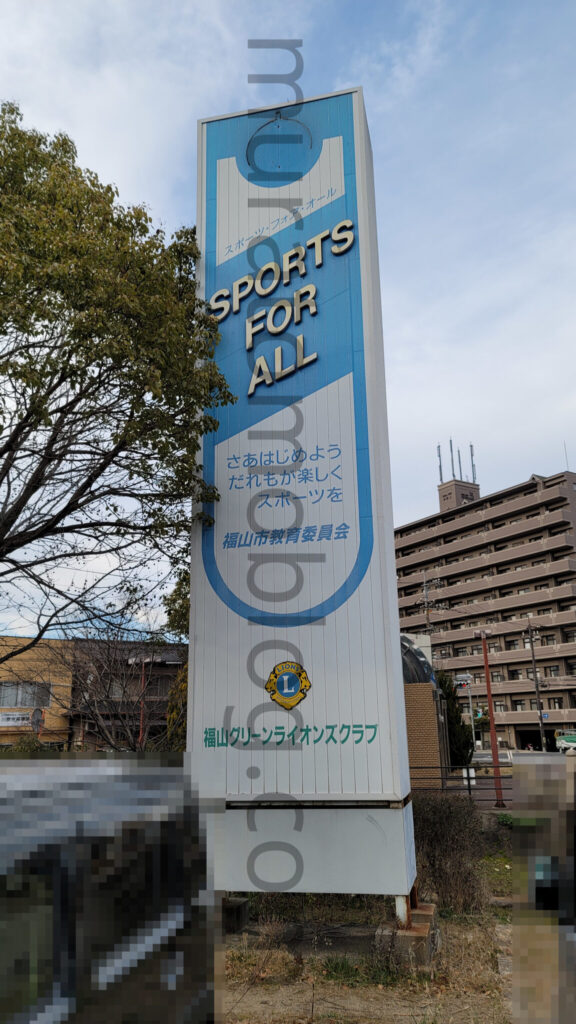 スポーツ・フォア・オール
SPORTS
FOR
ALL
さあはじめよう
だれもが楽しく
スポーツを
福山市教育委員会
LIONS
L
福山グリーンライオンズクラブ